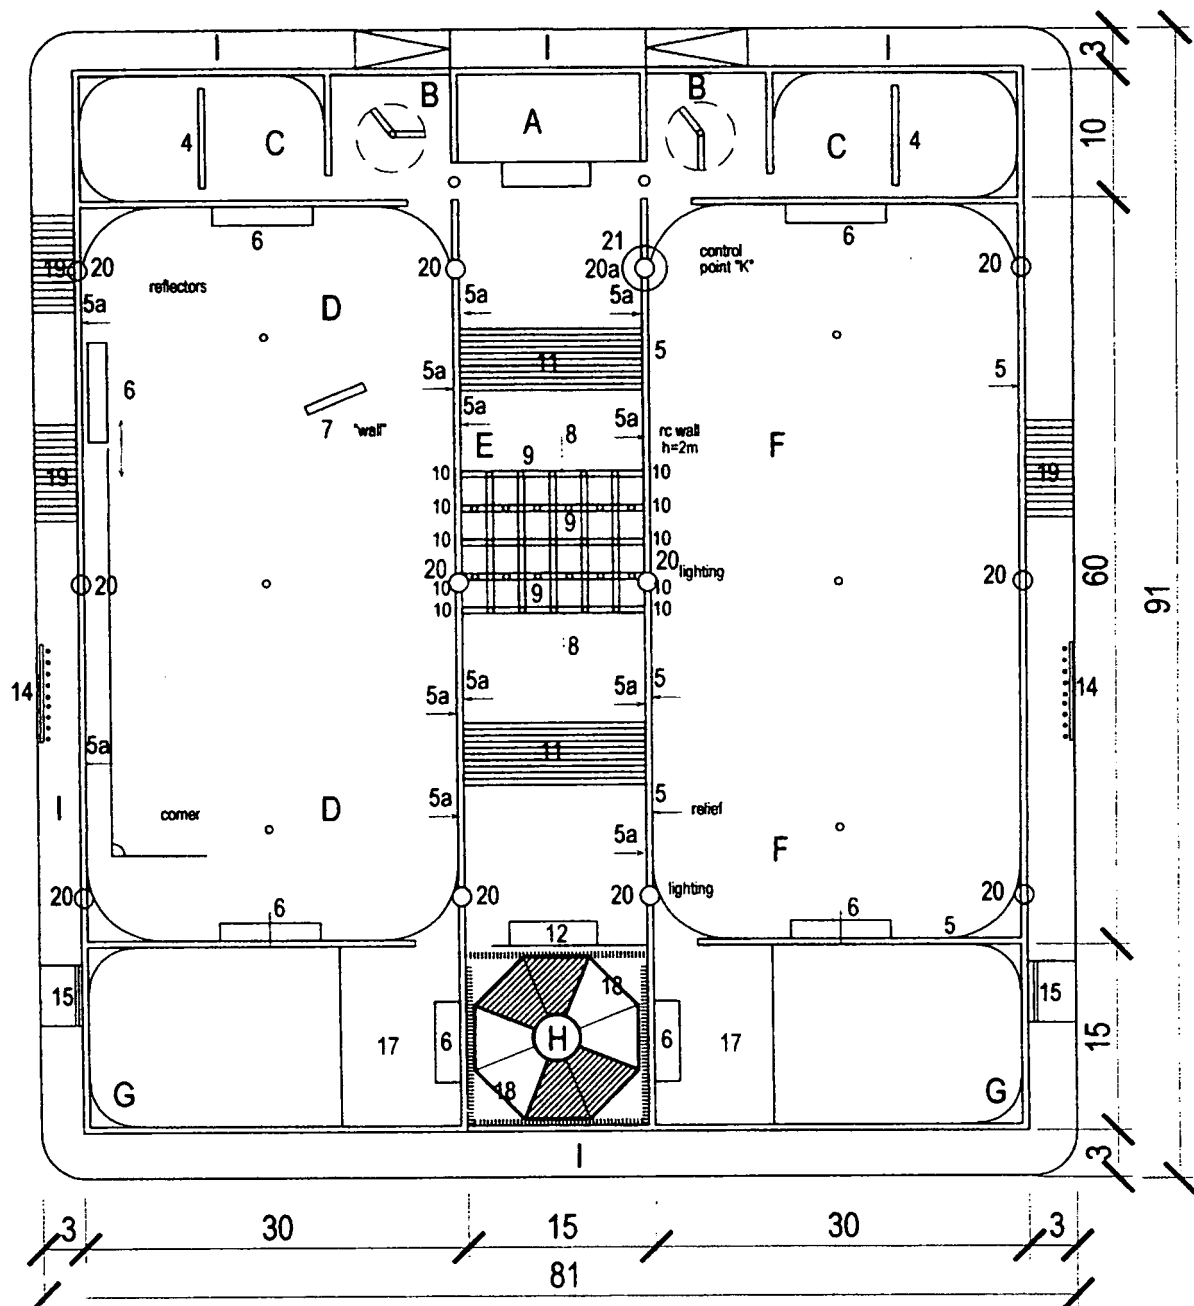 I I I 3
B B
A
4 C C 4 10
6 6
21 control
20 20a point "K"
19 20 20
reflectors
5a 5a 5a
D
11 5
5a 5
6
5a 5a
7 "wall" 8 rc wall
h=2m
E F
9
10 10
19 19
10 9 10
10 10
20 20 lighting
20 20 60 91
10 9 10
10 10
8
5a 5a 5a 5
14 14
5a 11
I D 5a 5 relief
corner
5a F
20 20 20 lighting 20
6 6
12 5
15 18 15
17 6 H 6 17 15
18
G G
I 3
3 30 15 30 3
81